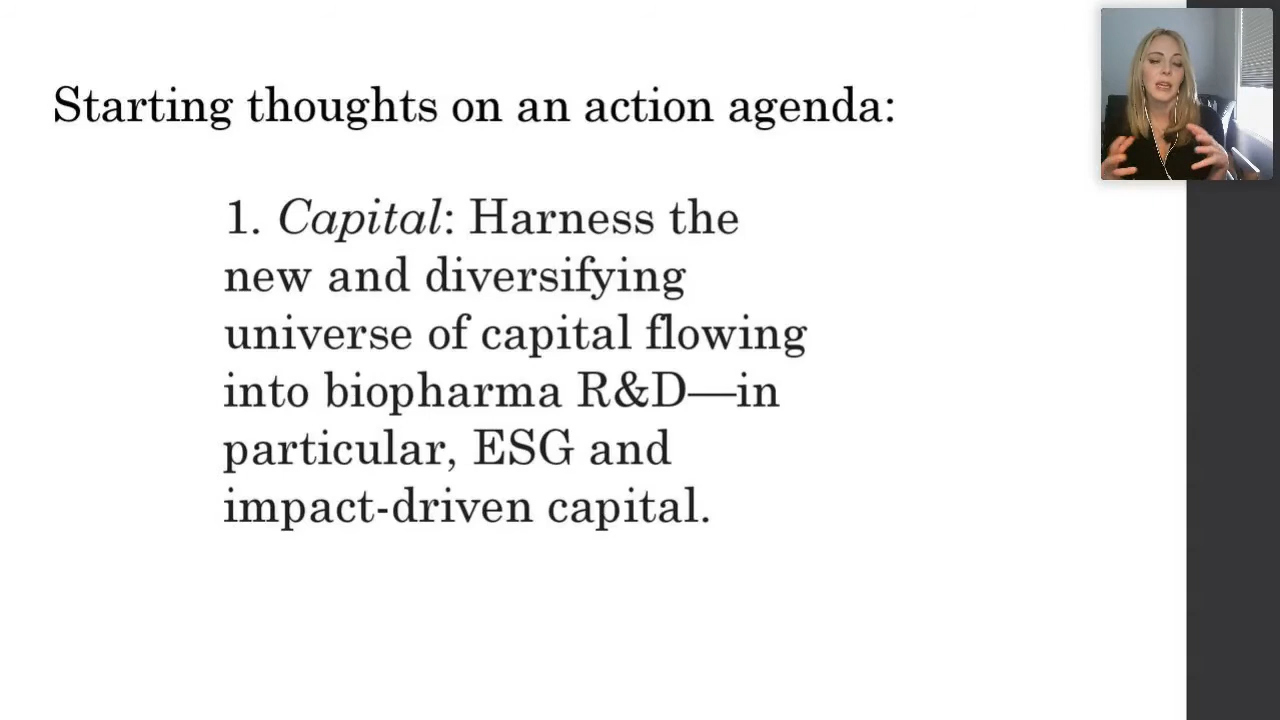 Starting thoughts on an action agenda:
1. Capital: Harness the
new and diversifying
universe of capital flowing
into biopharma R&D—in
particular, ESG and
impact-driven capital.